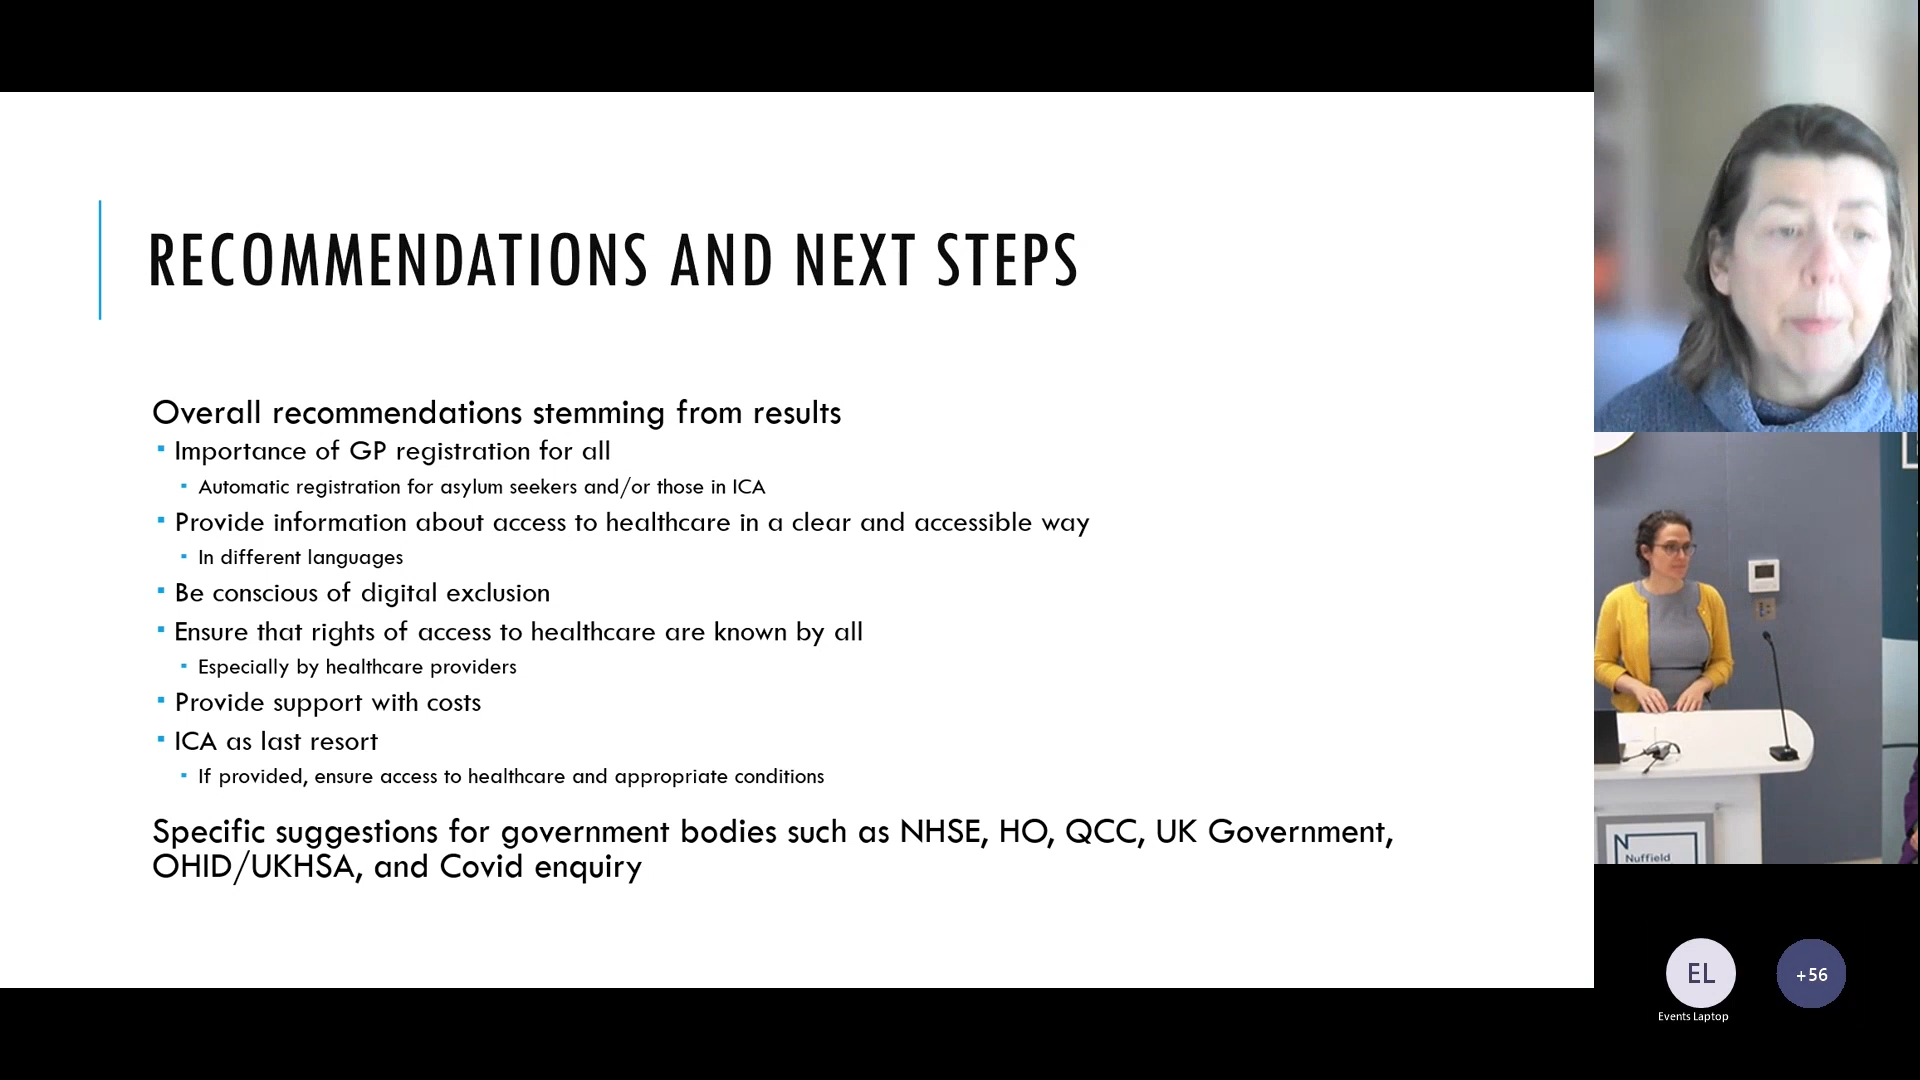 RECOMMENDATIONS AND NEXT STEPS
Overall recommendations stemming from results
Importance of GP registration for all
Automatic registration for asylum seekers and/or those in ICA
Provide information about access to healthcare in a clear and accessible way
In different languages
Be conscious of digital exclusion
Ensure that rights of access to healthcare are known by all
Especially by healthcare providers
Provide support with costs
ICA as last resort
If provided, ensure access to healthcare and appropriate conditions
Specific suggestions for government bodies such as NHSE, HO, QCC, UK Government,
OHID/UKHSA, and Covid enquiry
N
Nuffield
EL
+56
Events Laptop